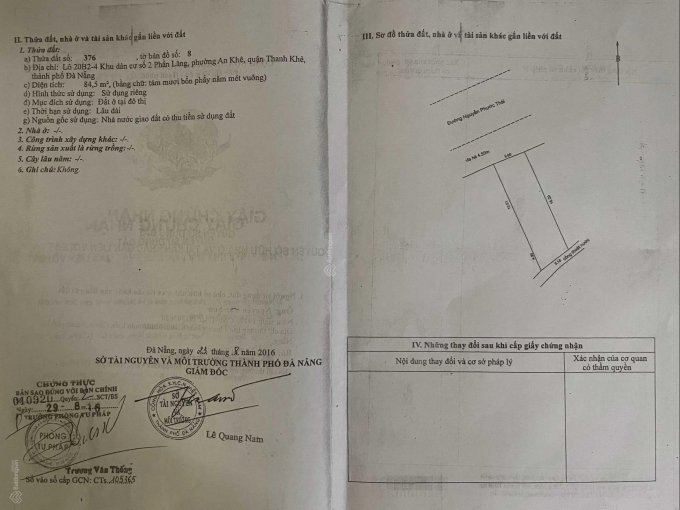 II. Thửa đất, nhà ở và tài sản khác gắn liền với đất
1. Thửa đất:
a) Thửa đất số: 376 , tờ bản đồ số: 8
b) Địa chỉ: Lô 20B2-4 Khu dân cư số 2 Phần Lăng, phường An Khê, quận Thanh Khê,
thành phố Đà Nẵng
c) Diện tích: 84,5 m², (bằng chữ: tám mươi bốn phẩy năm mét vuông)
d) Hình thức sử dụng: Sử dụng riêng
đ) Mục đích sử dụng: Đất ở tại đô thị
e) Thời hạn sử dụng: Lâu dài
g) Nguồn gốc sử dụng: Nhà nước giao đất có thu tiền sử dụng đất
2. Nhà ở: -/-
3. Công trình xây dựng khác: -/-
4. Rừng sản xuất là rừng trồng: -/-
5. Cây lâu năm: -/-
6. Ghi chú: Không.
Đà Nẵng, ngày tháng 8 năm 2016
SỞ TÀI NGUYÊN VÀ MÔI TRƯỜNG THÀNH PHỐ ĐÀ NẴNG
GIÁM ĐỐC
SỞ
TÀI NGUYÊN
VÀ
MÔI TRƯỜNG
Lê Quang Nam
CHỨNG THỰC
BẢN SAO ĐÚNG VỚI BẢN CHÍNH
Quyển SCT/BS
Ngày: 29 - 8 - 16
TRƯỞNG PHÒNG TƯ PHÁP
PHÒNG
TƯ PHÁP
Trương Văn Thống
Số vào sổ cấp GCN: CTs.
III. Sơ đồ thửa đất, nhà ở và tài sản khác gắn liền với đất
B
Đường Nguyễn Phước Thái
IV. Những thay đổi sau khi cấp giấy chứng nhận
Nội dung thay đổi và cơ sở pháp lý
Xác nhận của cơ quan
có thẩm quyền